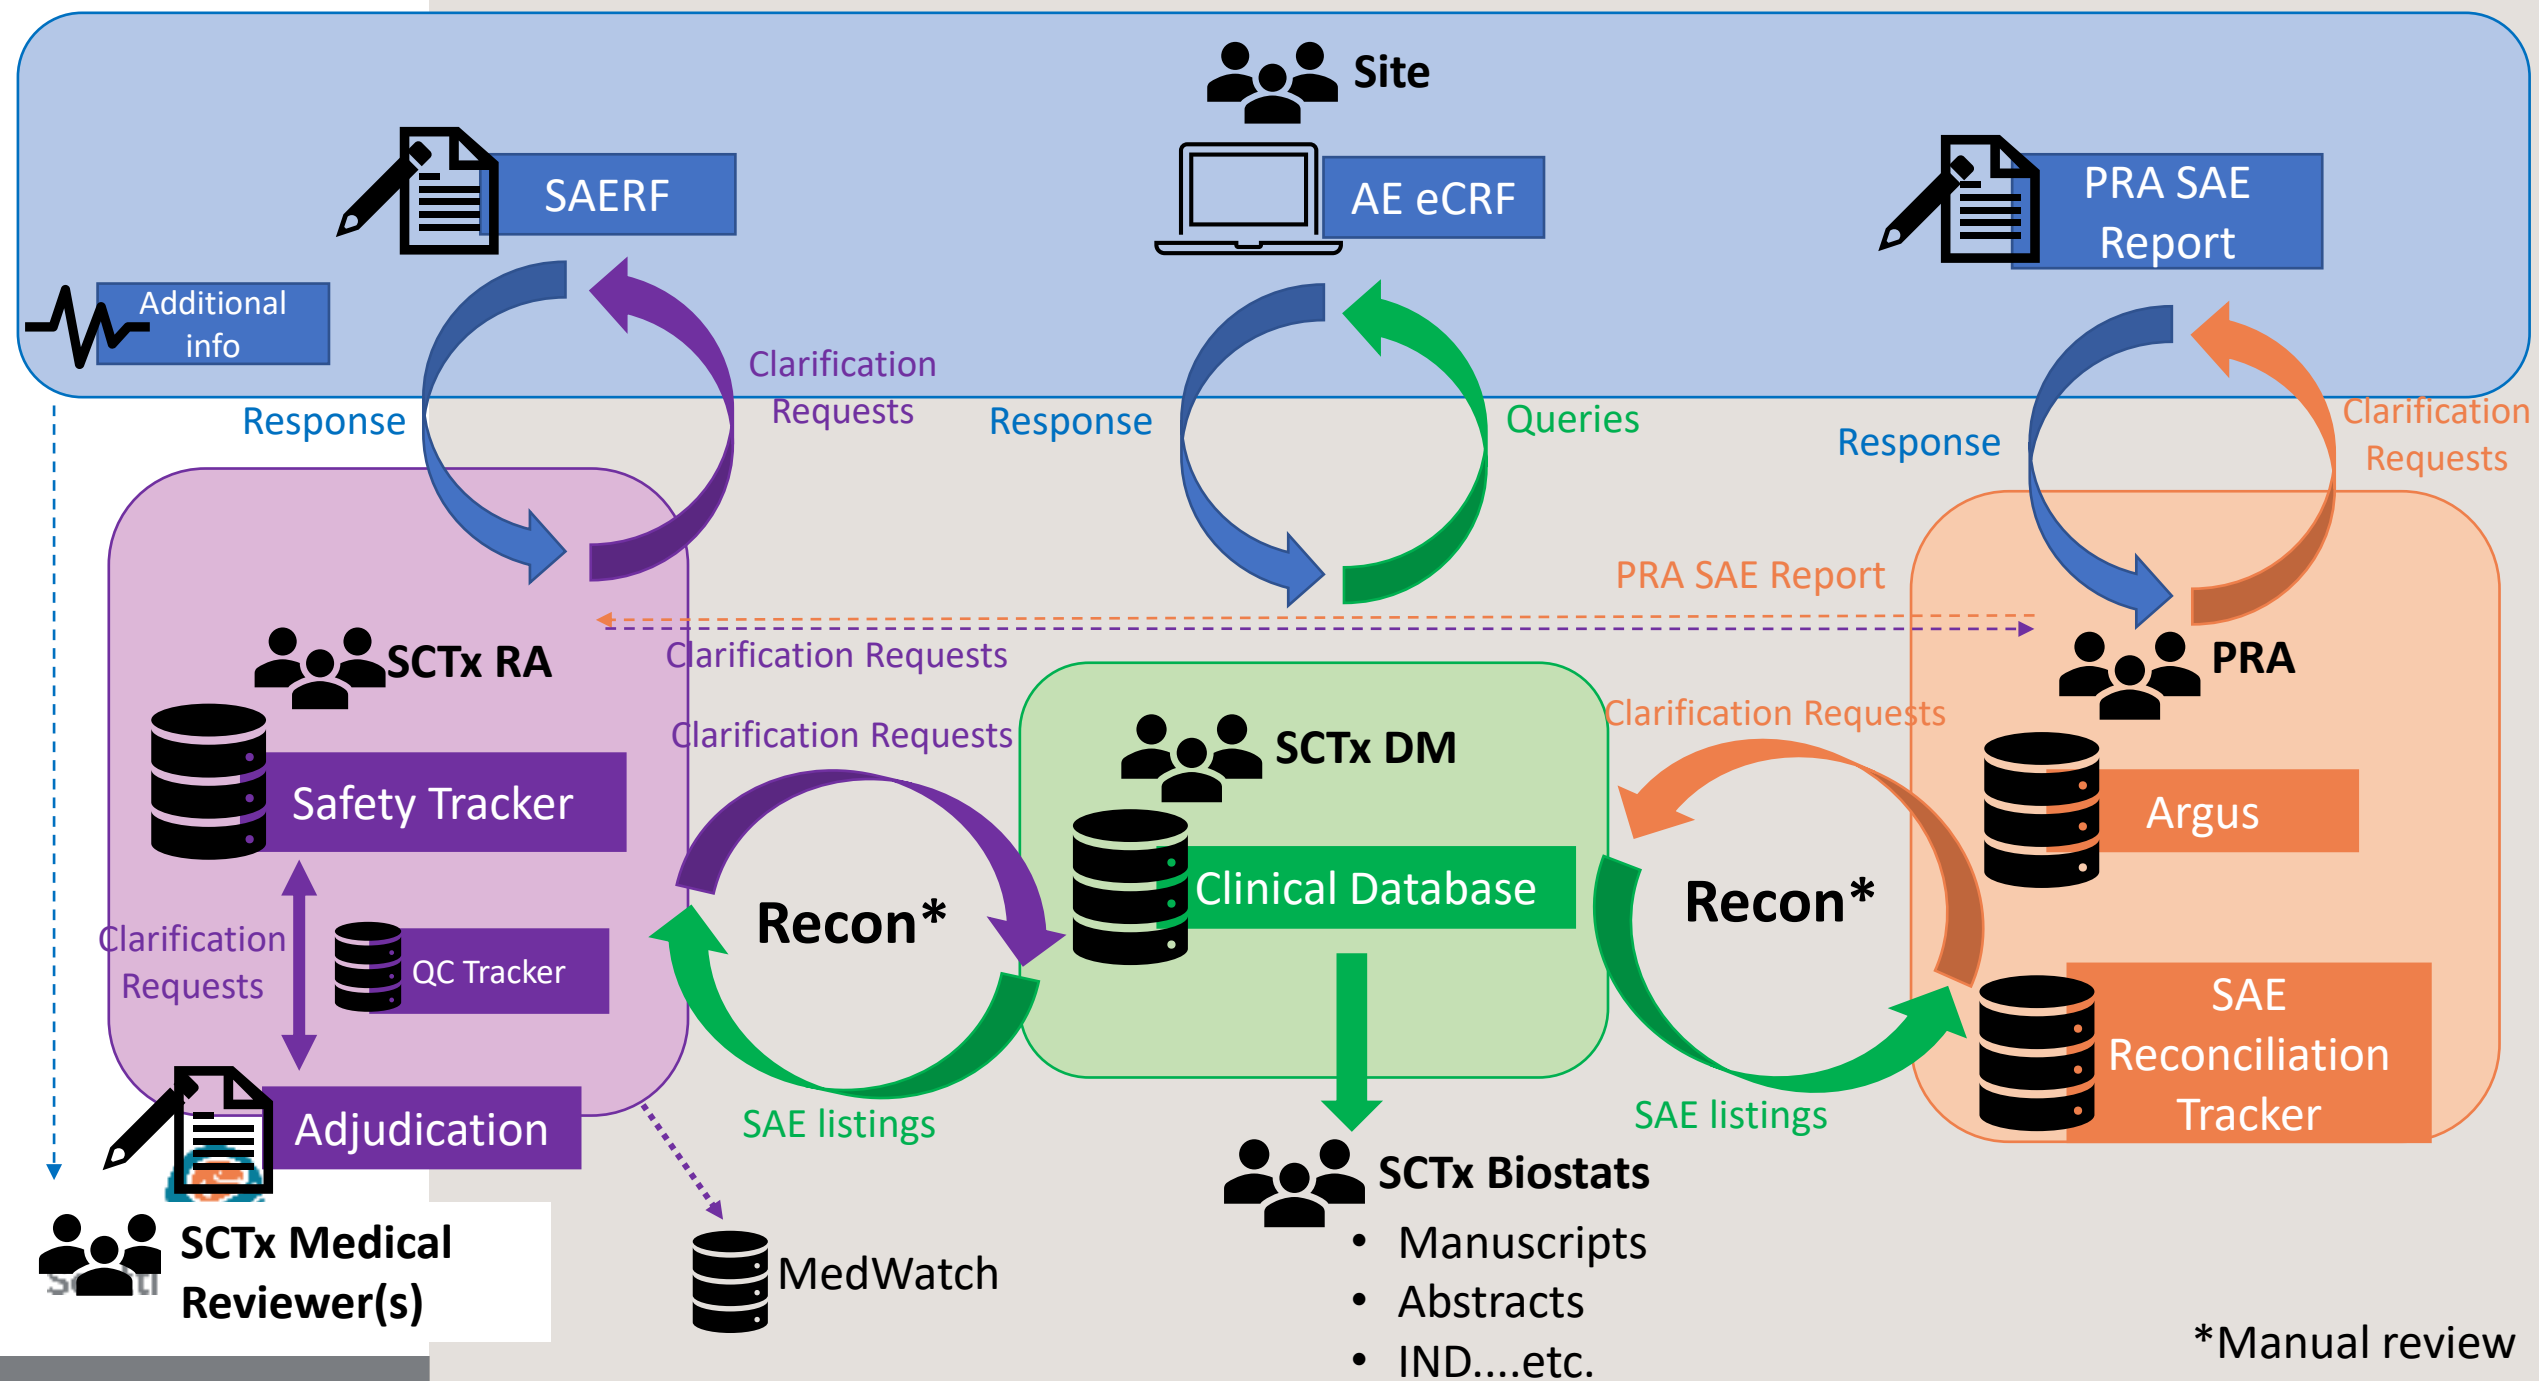 Site
SAERF
AE eCRF
PRA SAE
Report
Additional
info
Clarification
Requests
Response
Response
Queries
Response
Clarification
Requests
PRA SAE Report
Clarification Requests
SCTx RA
PRA
Clarification Requests
Clarification Requests
SCTx DM
Safety Tracker
Argus
Clinical Database
Recon*
Recon*
Clarification
Requests
QC Tracker
SAE
Reconciliation
Tracker
Adjudication
SAE listings
SAE listings
SCTx Biostats
SCTx Medical
Reviewer(s)
MedWatch
• Manuscripts
• Abstracts
• IND....etc.
*Manual review